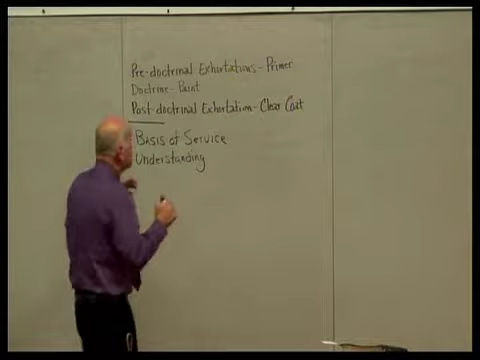 Pre-doctrinal Exhortations - Primer
Doctrine - Paint
Post-doctrinal Exhortation - Clear Coat
Basis of Service
Understanding